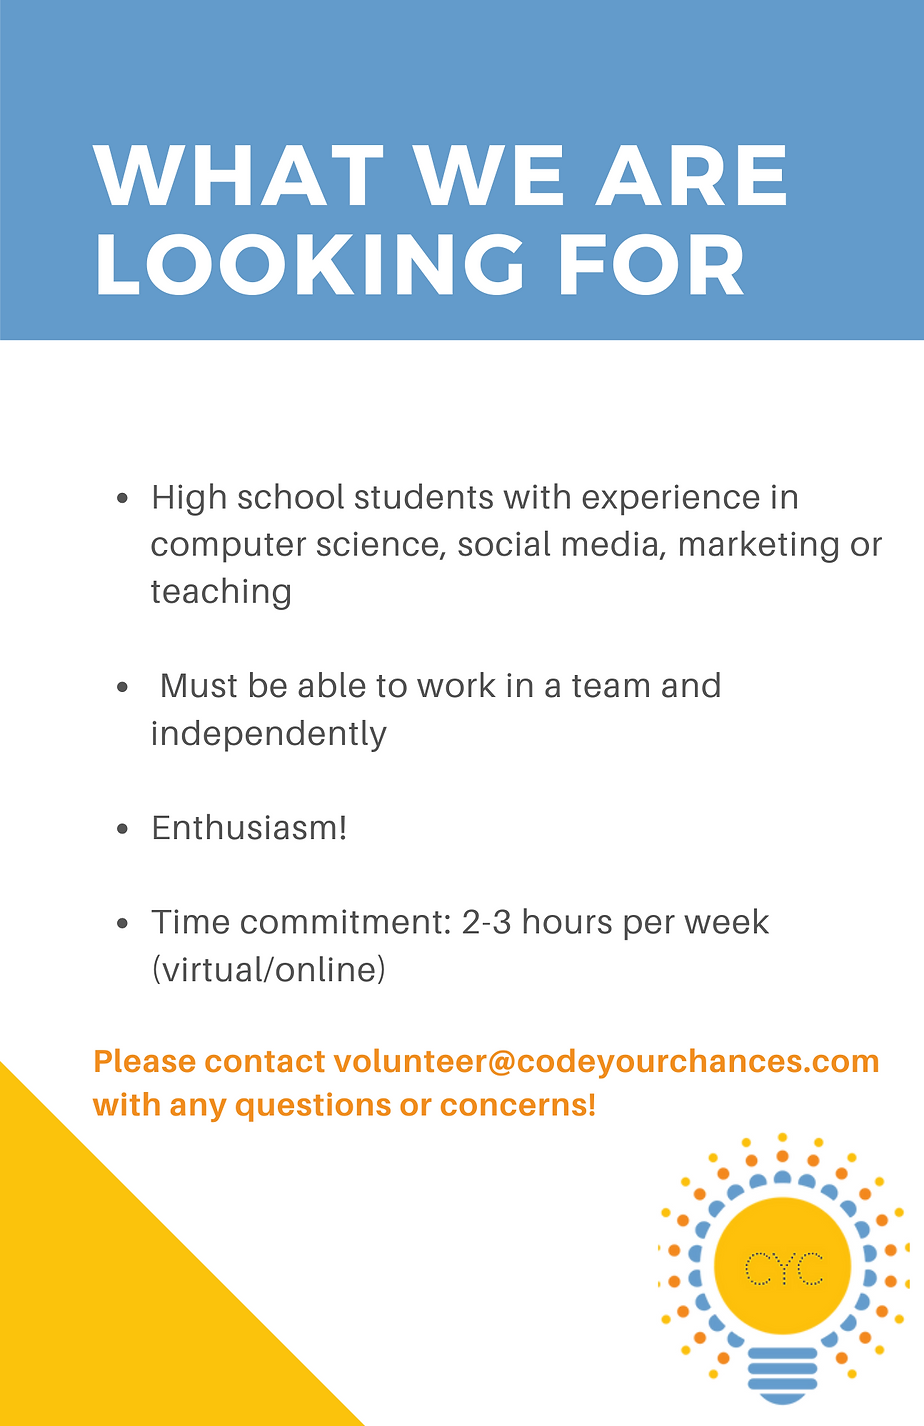 WHAT WE ARE
LOOKING FOR
• High school students with experience in
computer science, social media, marketing or
teaching
• Must be able to work in a team and
independently
• Enthusiasm!
• Time commitment: 2-3 hours per week
(virtual/online)
Please contact volunteer@codeyourchances.com
with any questions or concerns!
CYC